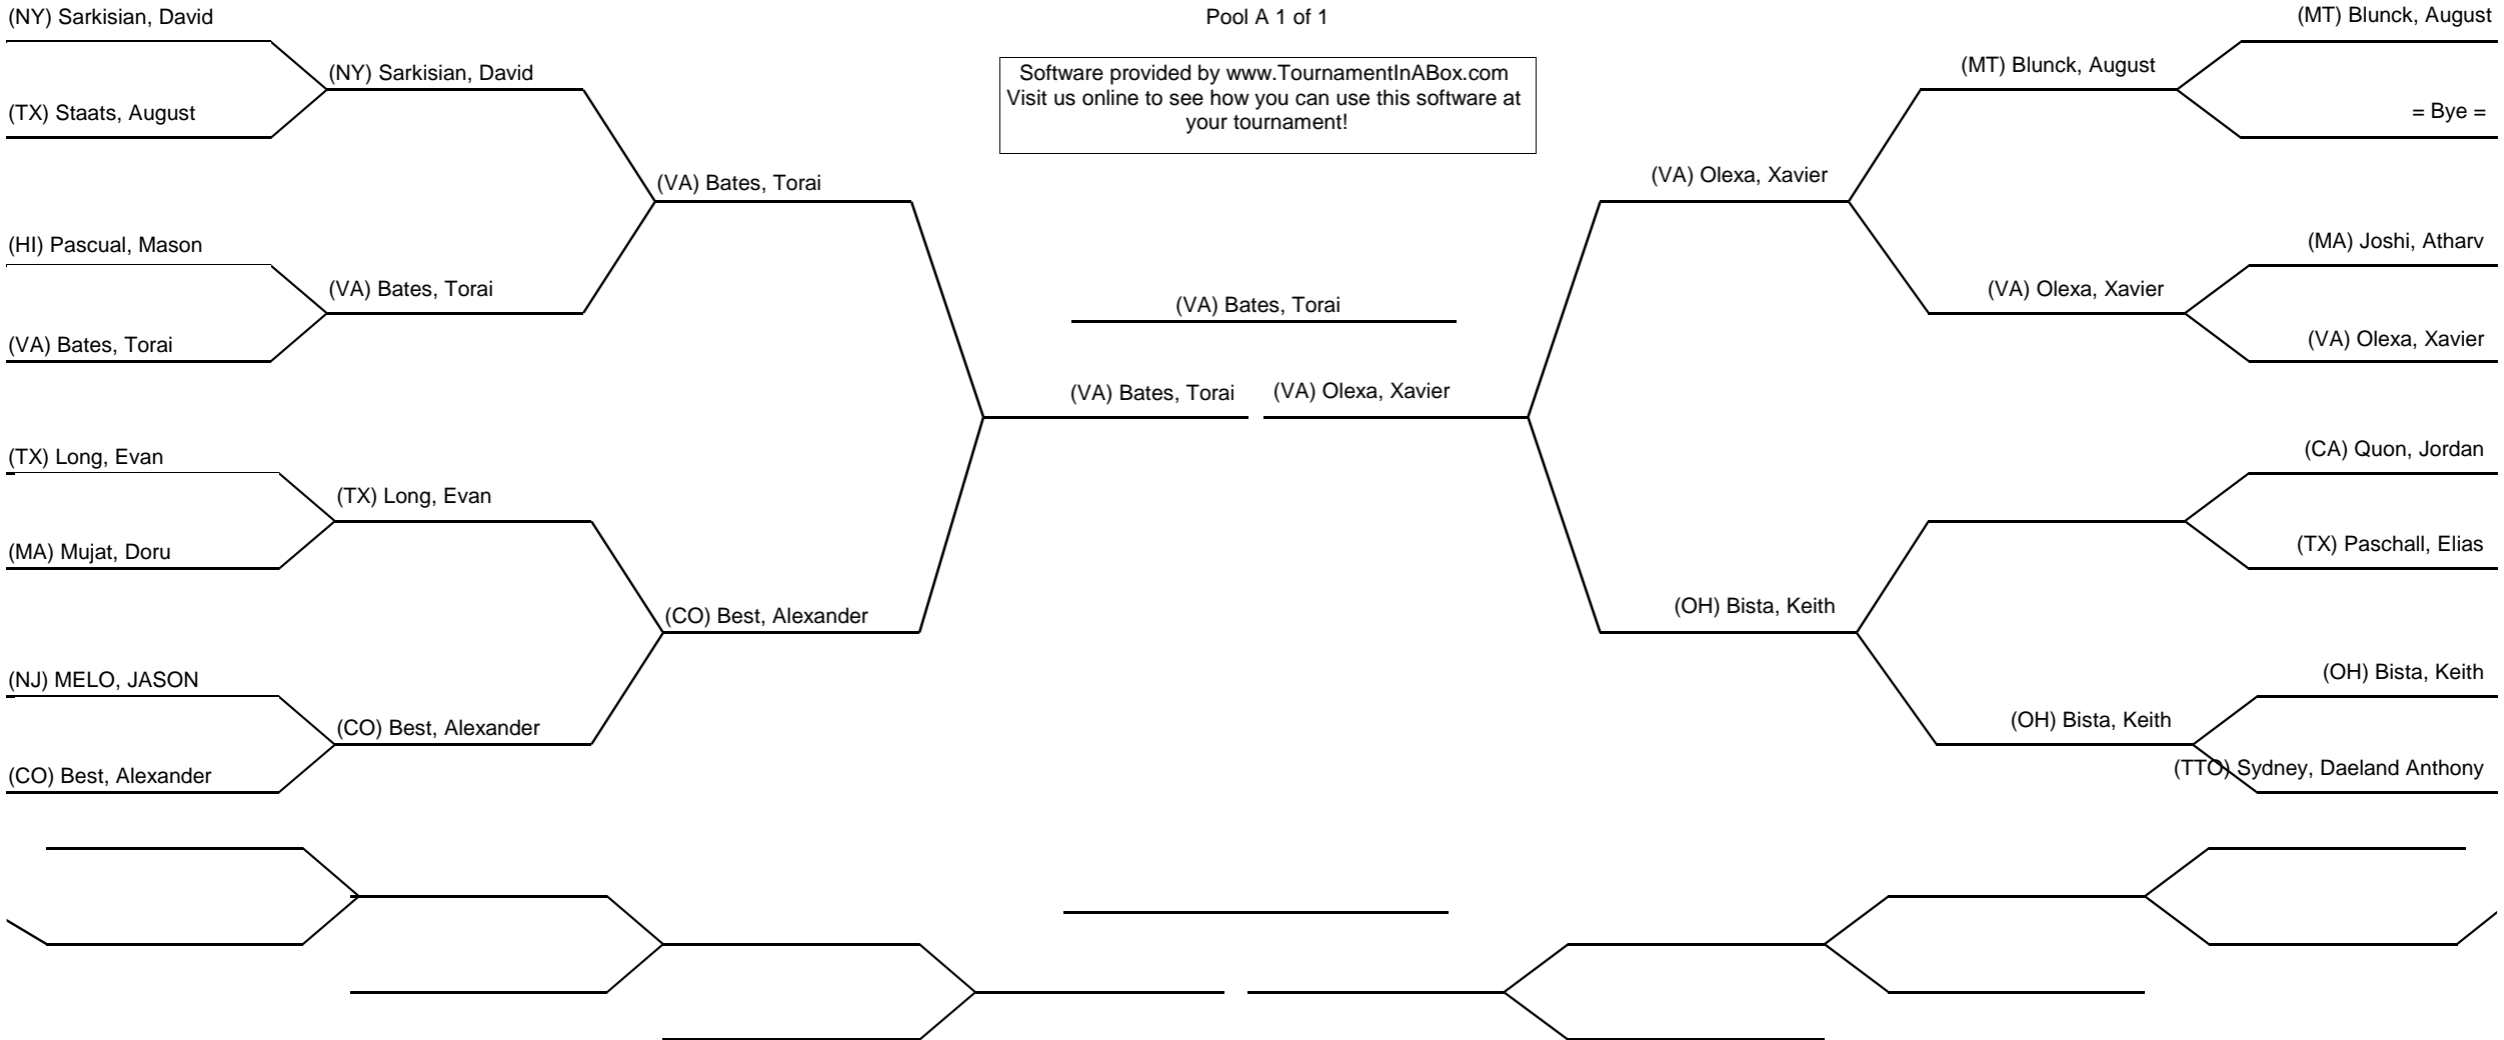 (NY) Sarkisian, David
(NY) Sarkisian, David
(TX) Staats, August
(VA) Bates, Torai
(HI) Pascual, Mason
(VA) Bates, Torai
(VA) Bates, Torai
(TX) Long, Evan
(TX) Long, Evan
(MA) Mujat, Doru
(CO) Best, Alexander
(NJ) MELO, JASON
(CO) Best, Alexander
(CO) Best, Alexander
Pool A 1 of 1
Software provided by www.TournamentInABox.com
Visit us online to see how you can use this software at
your tournament!
(VA) Bates, Torai
(VA) Bates, Torai
(VA) Olexa, Xavier
(MT) Blunck, August
(MT) Blunck, August
= Bye =
(VA) Olexa, Xavier
(MA) Joshi, Atharv
(VA) Olexa, Xavier
(VA) Olexa, Xavier
(CA) Quon, Jordan
(TX) Paschall, Elias
(OH) Bista, Keith
(OH) Bista, Keith
(OH) Bista, Keith
(TTO) Sydney, Daeland Anthony